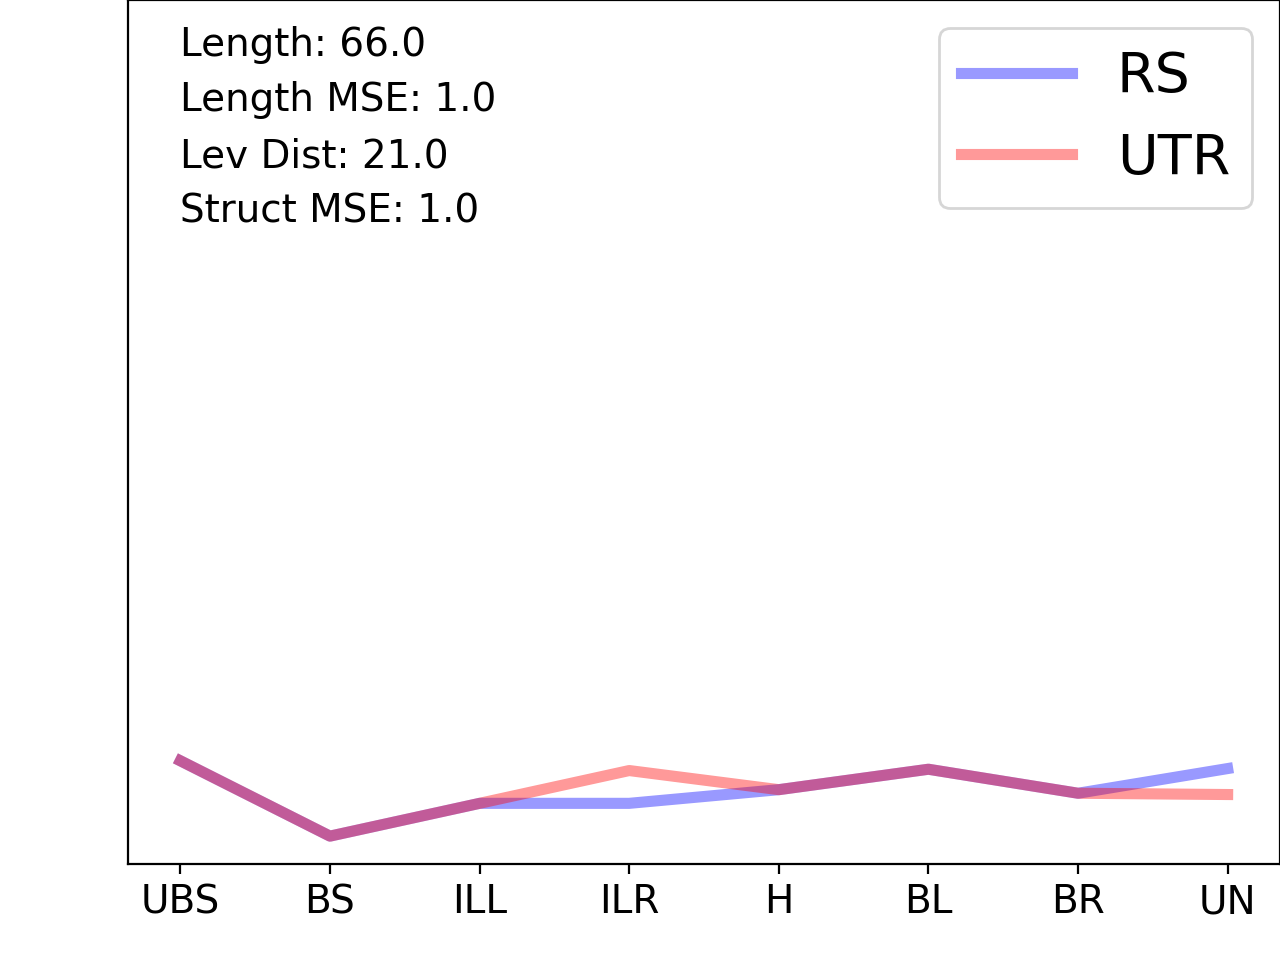 Length: 66.0
Length MSE: 1.0
Lev Dist: 21.0
Struct MSE: 1.0
RS
UTR
UBS BS ILL ILR H BL BR UN